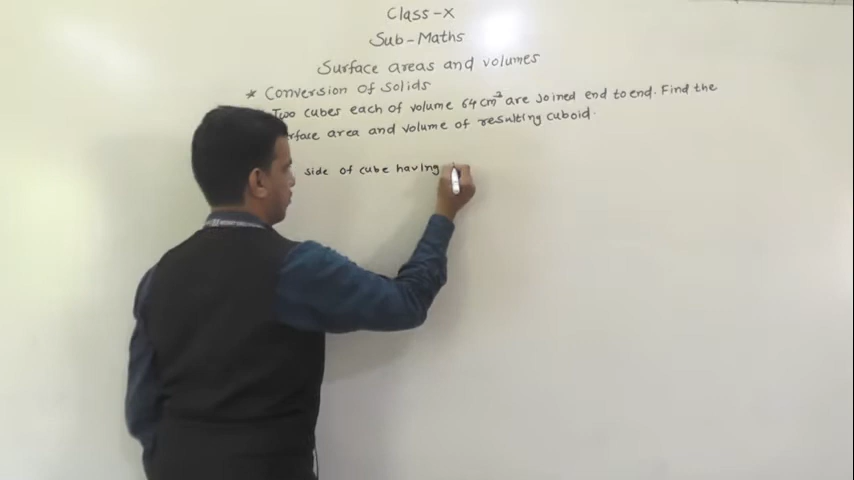 Class-X
Sub-Maths
Surface areas and volumes
* Conversion of solids
Two cubes each of volume 64 cm³ are joined end to end. Find the
rface area and volume of resulting cuboid.
side of cube having